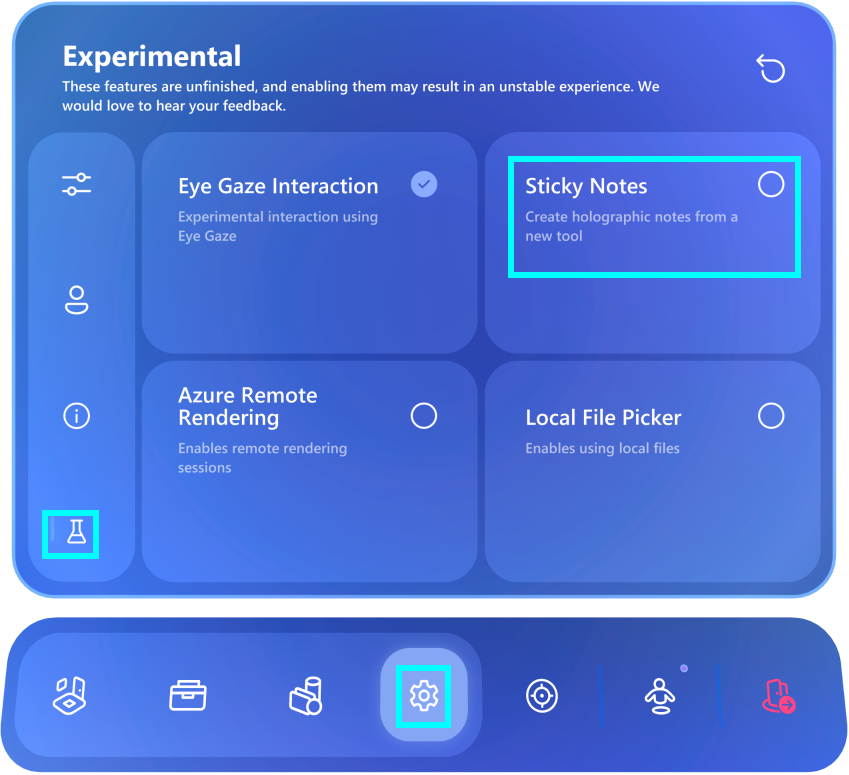 Experimental
These features are unfinished, and enabling them may result in an unstable experience. We
would love to hear your feedback.
Eye Gaze Interaction
Experimental interaction using
Eye Gaze
Sticky Notes
Create holographic notes from a
new tool
Azure Remote
Rendering
Enables remote rendering
sessions
Local File Picker
Enables using local files